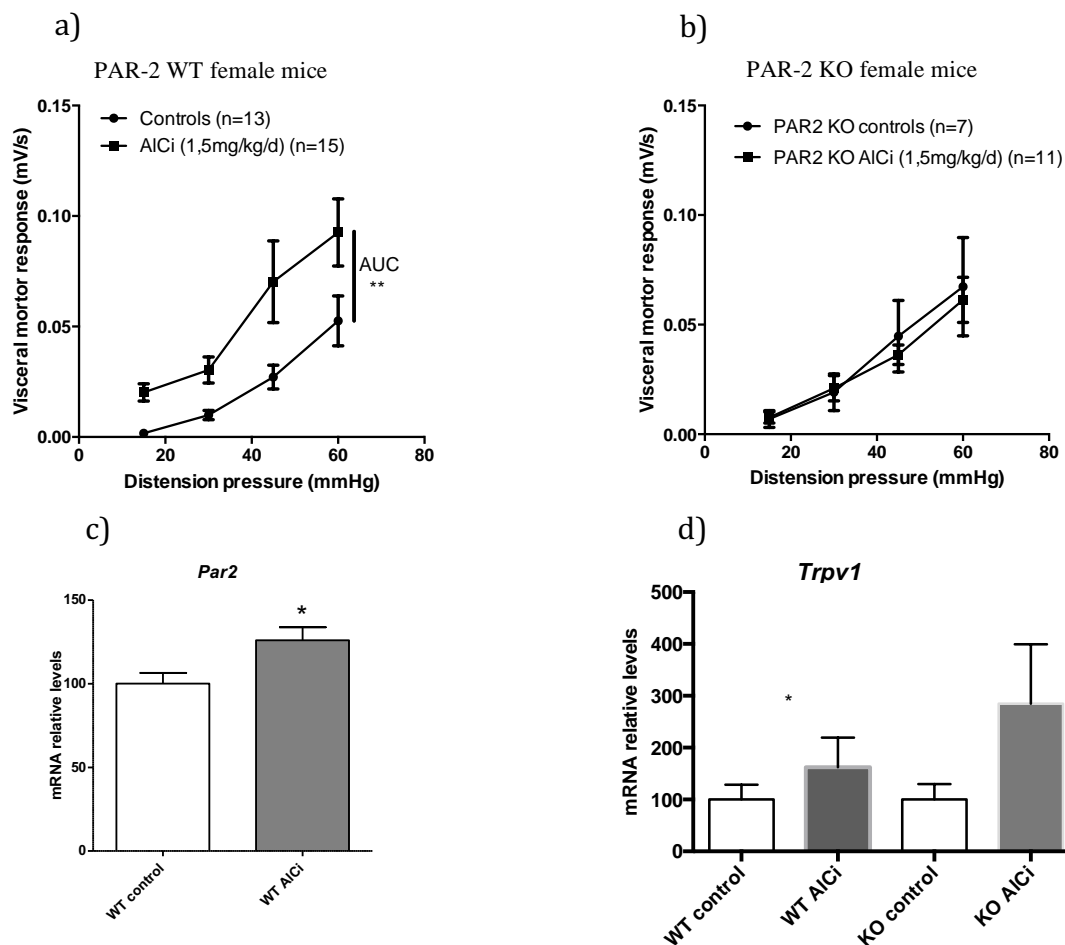 a)
PAR-2 WT female mice
Controls (n=13)
AlCi (1,5mg/kg/d) (n=15)
AUC
**
Visceral mortor response (mV/s)
0.15
0.10
0.05
0.00
0 20 40 60 80
Distension pressure (mmHg)
b)
PAR-2 KO female mice
PAR2 KO controls (n=7)
PAR2 KO AlCi (1,5mg/kg/d) (n=11)
Visceral mortor response (mV/s)
0.15
0.10
0.05
0.00
0 20 40 60 80
Distension pressure (mmHg)
c)
Par2
*
mRNA relative levels
150
100
50
0
WT control
WT AlCi
d)
Trpv1
*
mRNA relative levels
500
400
300
200
100
0
WT control
WT AlCi
KO control
KO AlCi